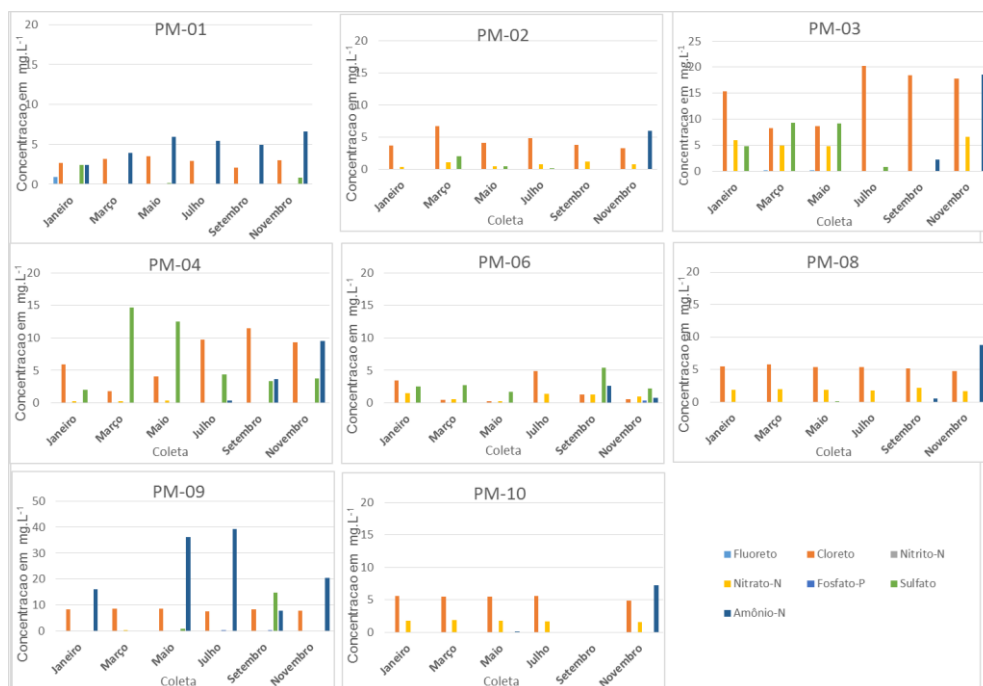 PM-01
Concentracao em mg.L-1
20
15
10
5
0
Janeiro
Março
Maio
Julho
Setembro
Novembro
Coleta
PM-02
Concentracao em mg.L-1
20
15
10
5
0
Janeiro
Março
Maio
Julho
Setembro
Novembro
Coleta
PM-03
Concentracao em mg.L-1
25
20
15
10
5
0
Janeiro
Março
Maio
Julho
Setembro
Novembro
Coleta
PM-04
Concentracao em mg.L-1
20
15
10
5
0
Janeiro
Março
Maio
Julho
Setembro
Novembro
Coleta
PM-06
Concentracao em mg.L-1
20
15
10
5
0
Janeiro
Março
Maio
Julho
Setembro
Novembro
Coleta
PM-08
Concentracao em mg.L-1
20
15
10
5
0
Janeiro
Março
Maio
Julho
Setembro
Novembro
Coleta
PM-09
Concentracao em mg.L-1
50
40
30
20
10
0
Janeiro
Março
Maio
Julho
Setembro
Novembro
Coleta
PM-10
Concentracao em mg.L-1
20
15
10
5
0
Janeiro
Março
Maio
Julho
Setembro
Novembro
Coleta
Fluoreto Cloreto Nitrito-N
Nitrato-N Fosfato-P Sulfato
Amônio-N